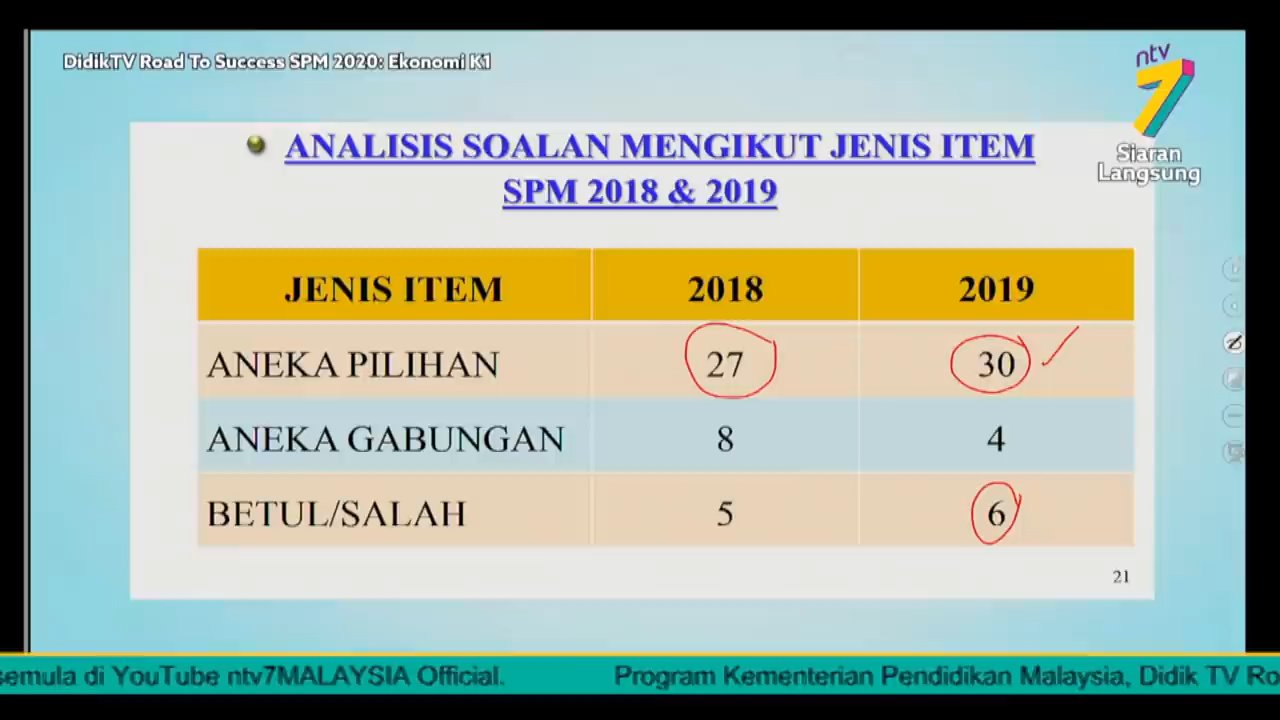 DidikTV Road To Success SPM 2020: Ekonomi K1
ntv
7
Siaran
Langsung
ANALISIS SOALAN MENGIKUT JENIS ITEM
SPM 2018 & 2019
JENIS ITEM 2018 2019
ANEKA PILIHAN 27 30
ANEKA GABUNGAN 8 4
BETUL/SALAH 5 6
21
semula di YouTube ntv7MALAYSIA Official. Program Kementerian Pendidikan Malaysia, Didik TV Ro